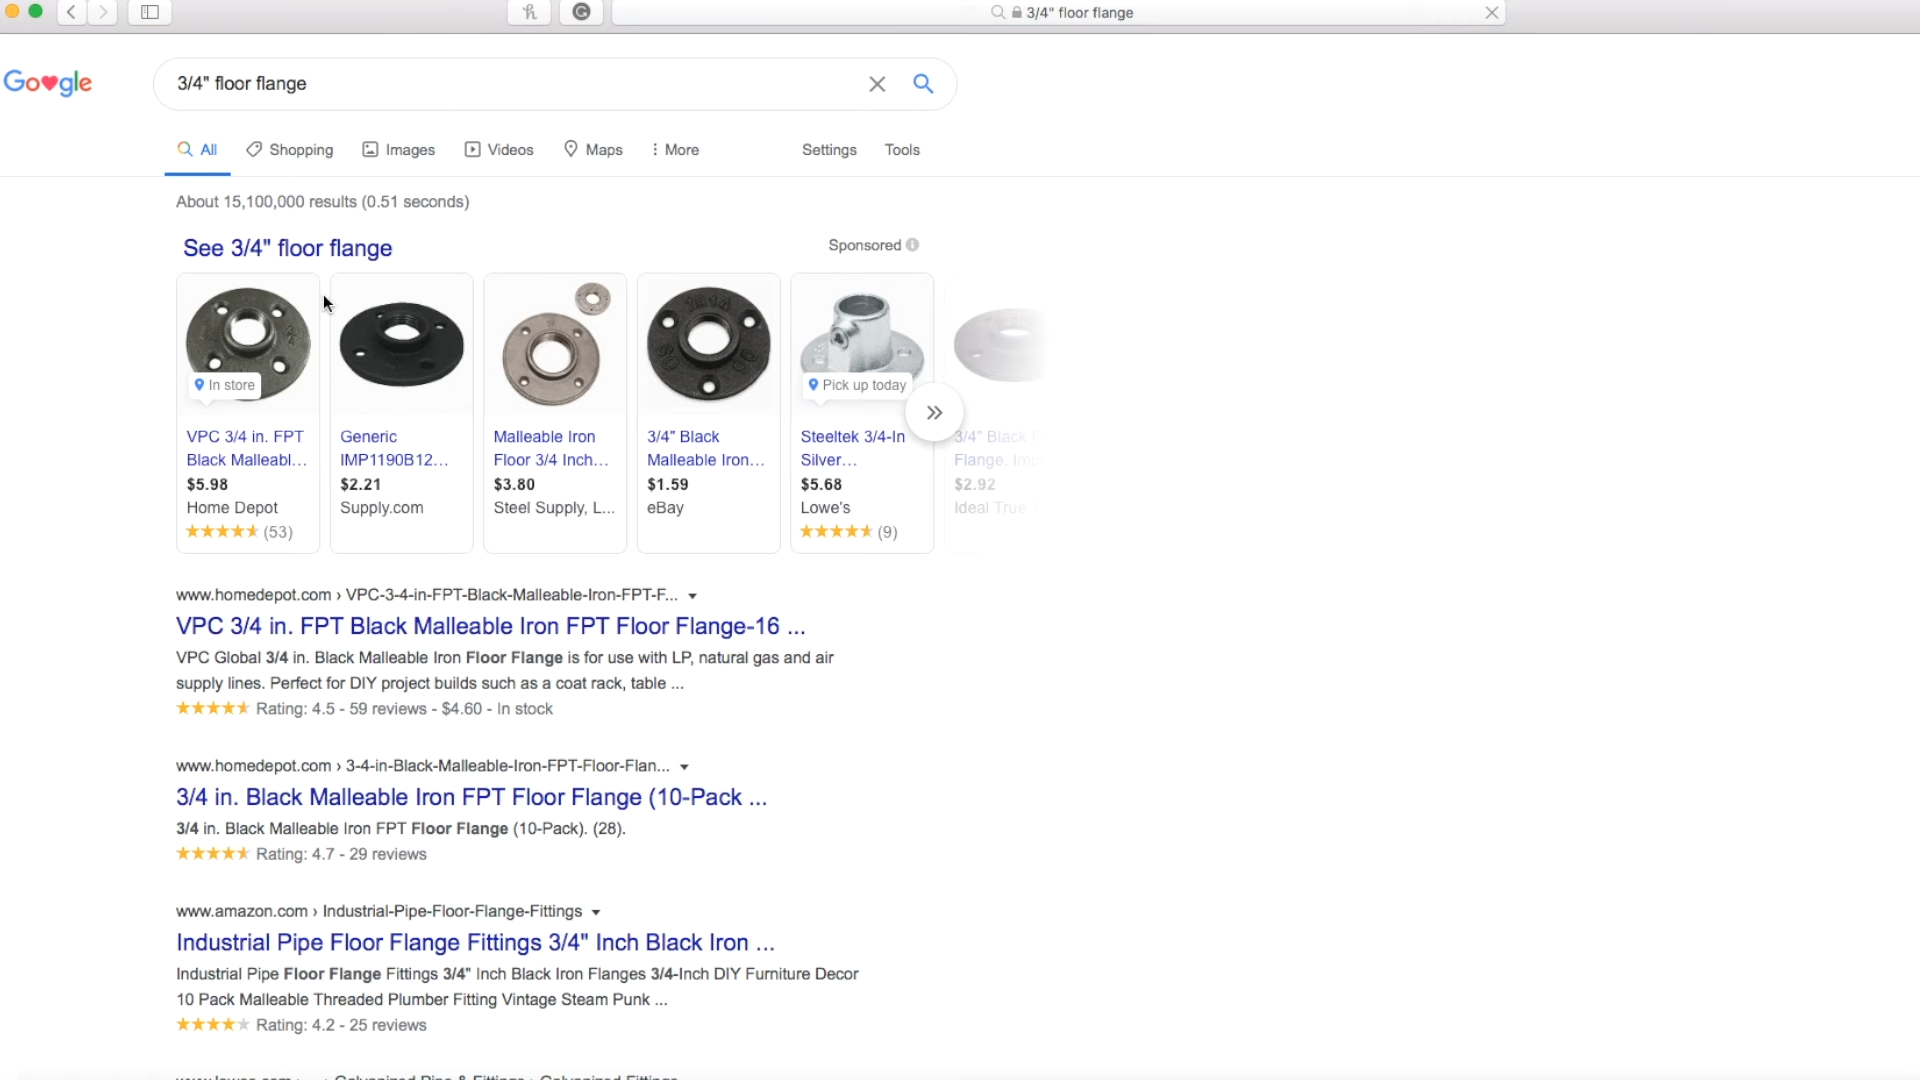 3/4" floor flange
Go gle
3/4" floor flange
All
Shopping
Images
Videos
Maps
More
Settings
Tools
About 15,100,000 results (0.51 seconds)
See 3/4" floor flange
Sponsored
In store
Pick up today
VPC 3/4 in. FPT
Black Malleabl...
$5.98
Home Depot
(53)
Generic
IMP1190B12...
$2.21
Supply.com
Malleable Iron
Floor 3/4 Inch...
$3.80
Steel Supply, L...
3/4" Black
Malleable Iron...
$1.59
eBay
Steeltek 3/4-In
Silver...
$5.68
Lowe's
(9)
3/4" Black
Flange,
$2.92
Ideal True
www.homedepot.com › VPC-3-4-in-FPT-Black-Malleable-Iron-FPT-F...
VPC 3/4 in. FPT Black Malleable Iron FPT Floor Flange-16 ...
VPC Global 3/4 in. Black Malleable Iron Floor Flange is for use with LP, natural gas and air
supply lines. Perfect for DIY project builds such as a coat rack, table ...
Rating: 4.5 - 59 reviews - $4.60 - In stock
www.homedepot.com › 3-4-in-Black-Malleable-Iron-FPT-Floor-Flan...
3/4 in. Black Malleable Iron FPT Floor Flange (10-Pack ...
3/4 in. Black Malleable Iron FPT Floor Flange (10-Pack). (28).
Rating: 4.7 - 29 reviews
www.amazon.com › Industrial-Pipe-Floor-Flange-Fittings
Industrial Pipe Floor Flange Fittings 3/4" Inch Black Iron ...
Industrial Pipe Floor Flange Fittings 3/4" Inch Black Iron Flanges 3/4-Inch DIY Furniture Decor
10 Pack Malleable Threaded Plumber Fitting Vintage Steam Punk ...
Rating: 4.2 - 25 reviews